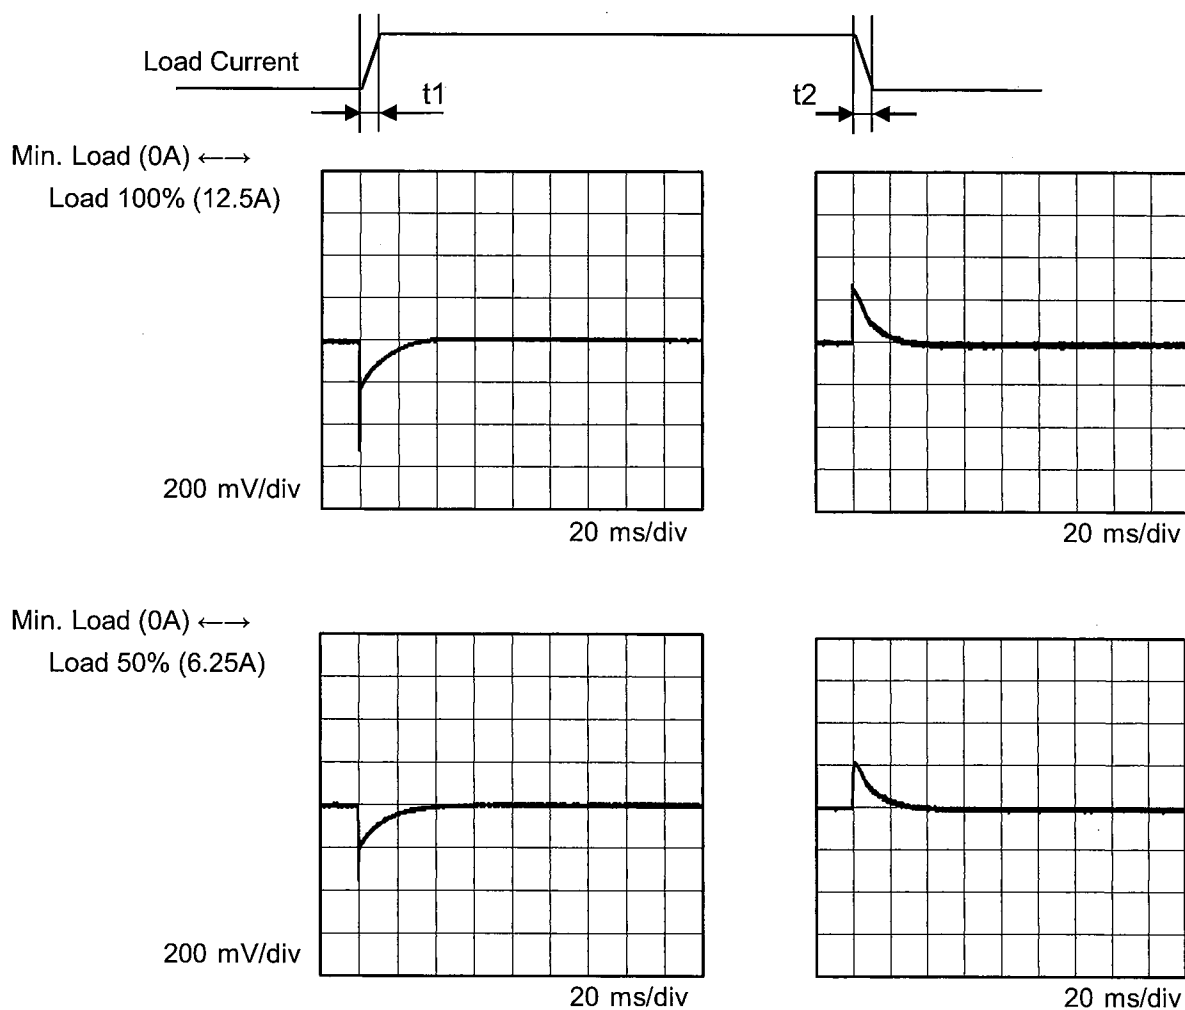 Load Current
t1
t2
Min. Load (0A) ←→
Load 100% (12.5A)
200 mV/div
20 ms/div
20 ms/div
Min. Load (0A) ←→
Load 50% (6.25A)
200 mV/div
20 ms/div
20 ms/div